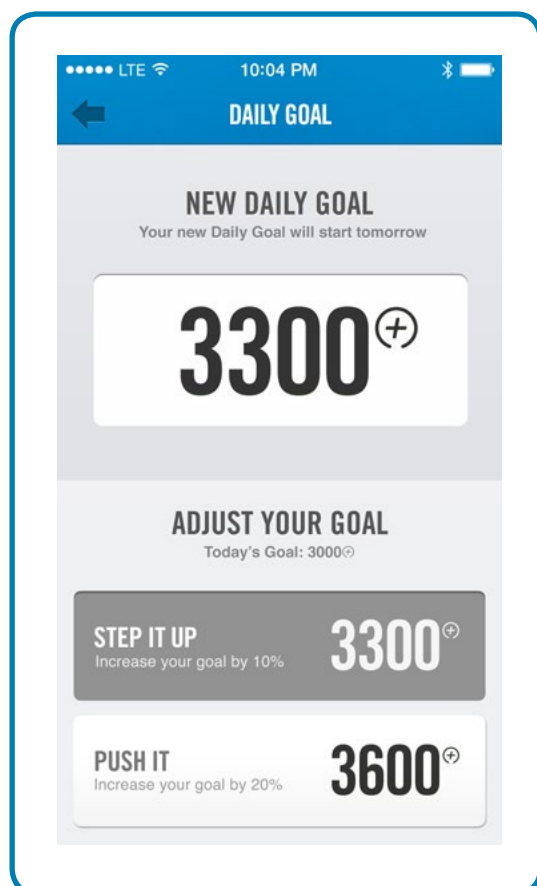 LTE 10:04 PM
DAILY GOAL
NEW DAILY GOAL
Your new Daily Goal will start tomorrow
3300
ADJUST YOUR GOAL
Today's Goal: 3000
STEP IT UP
Increase your goal by 10%
3300
PUSH IT
Increase your goal by 20%
3600